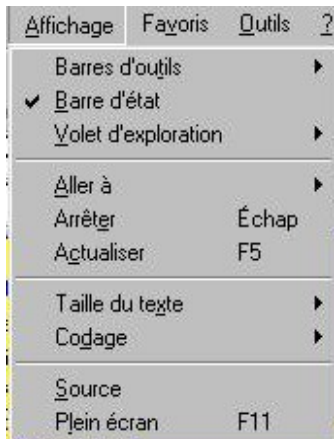 Affichage Favoris Outils ?
Barres d'outils
Barre d'état
Volet d'exploration
Aller à
Arrêter Échap
Actualiser F5
Taille du texte
Codage
Source
Plein écran F11